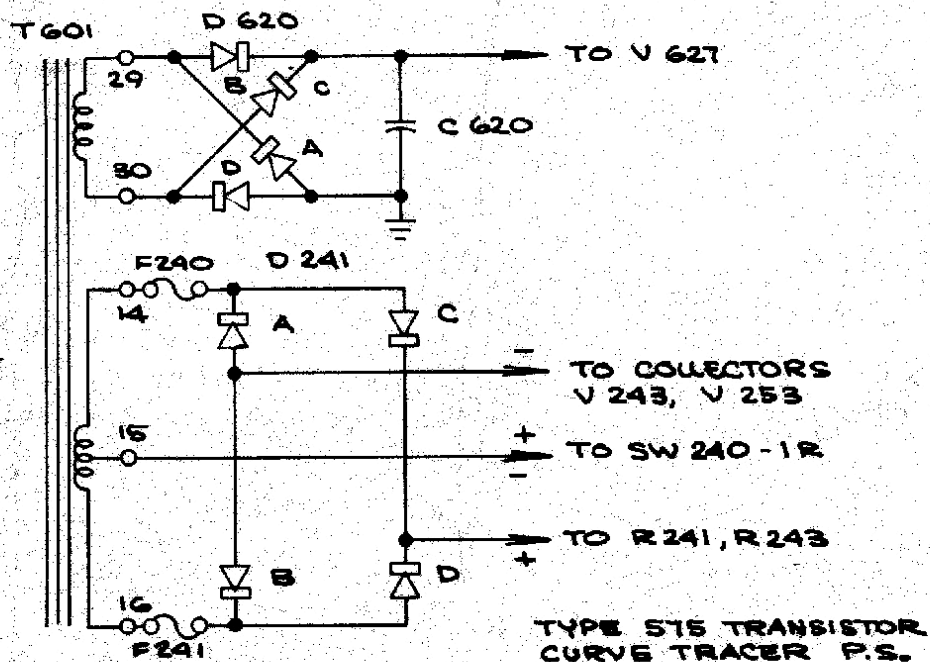 T601
D 620
29
B
C
TO V 627
C 620
A
30
D
F240
D 241
14
A
C
-
TO COLLECTORS
V 243, V 253
15
+
TO SW 240-1R
-
TO R241, R243
+
B
D
16
F241
TYPE 575 TRANSISTOR
CURVE TRACER P.S.